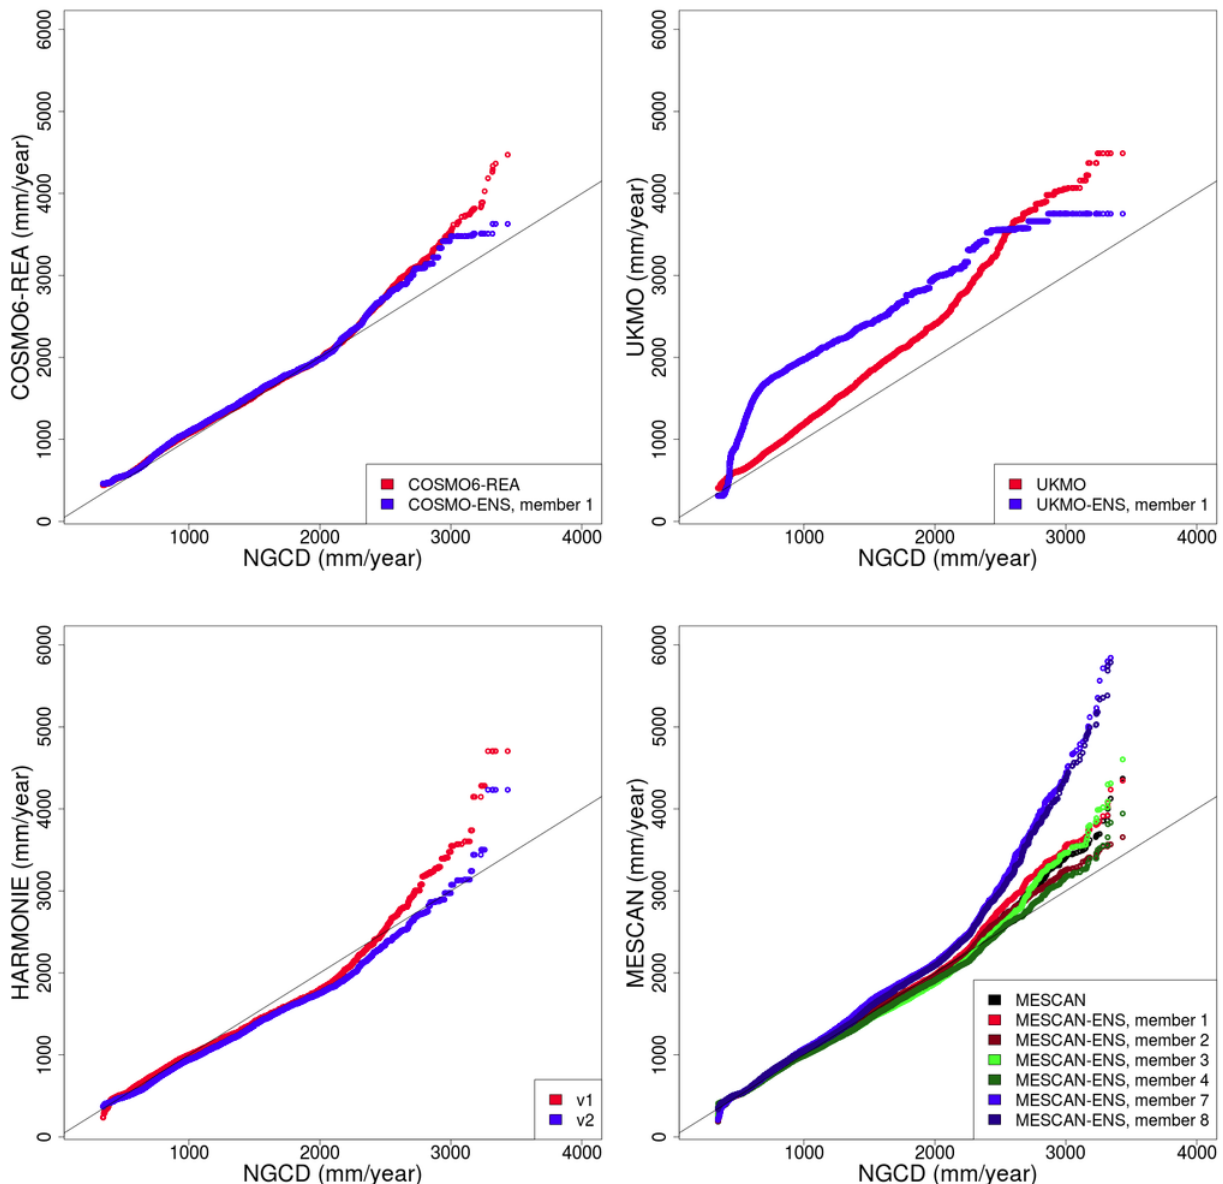 6000
5000
4000
3000
2000
1000
0
COSMO6-REA (mm/year)
COSMO6-REA
COSMO-ENS, member 1
1000 2000 3000 4000
NGCD (mm/year)
6000
5000
4000
3000
2000
1000
0
UKMO (mm/year)
UKMO
UKMO-ENS, member 1
1000 2000 3000 4000
NGCD (mm/year)
6000
5000
4000
3000
2000
1000
0
HARMONIE (mm/year)
v1
v2
1000 2000 3000 4000
NGCD (mm/year)
6000
5000
4000
3000
2000
1000
0
MESCAN (mm/year)
MESCAN
MESCAN-ENS, member 1
MESCAN-ENS, member 2
MESCAN-ENS, member 3
MESCAN-ENS, member 4
MESCAN-ENS, member 7
MESCAN-ENS, member 8
1000 2000 3000 4000
NGCD (mm/year)